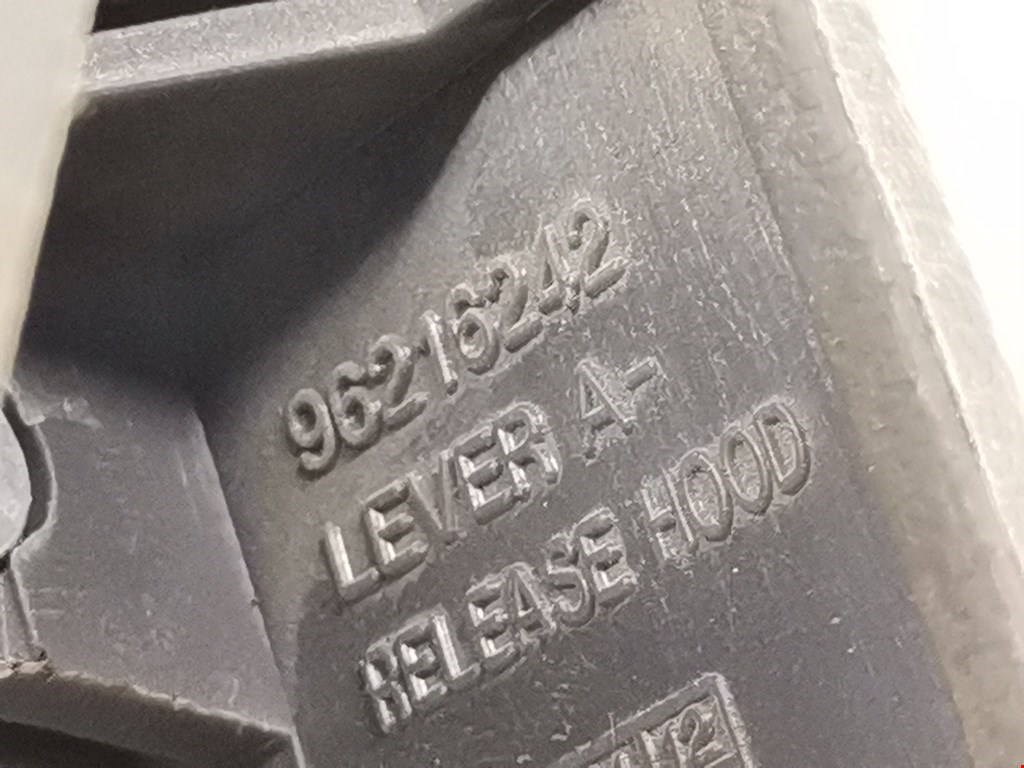 96216242
LEVER A-
RELEASE HOOD